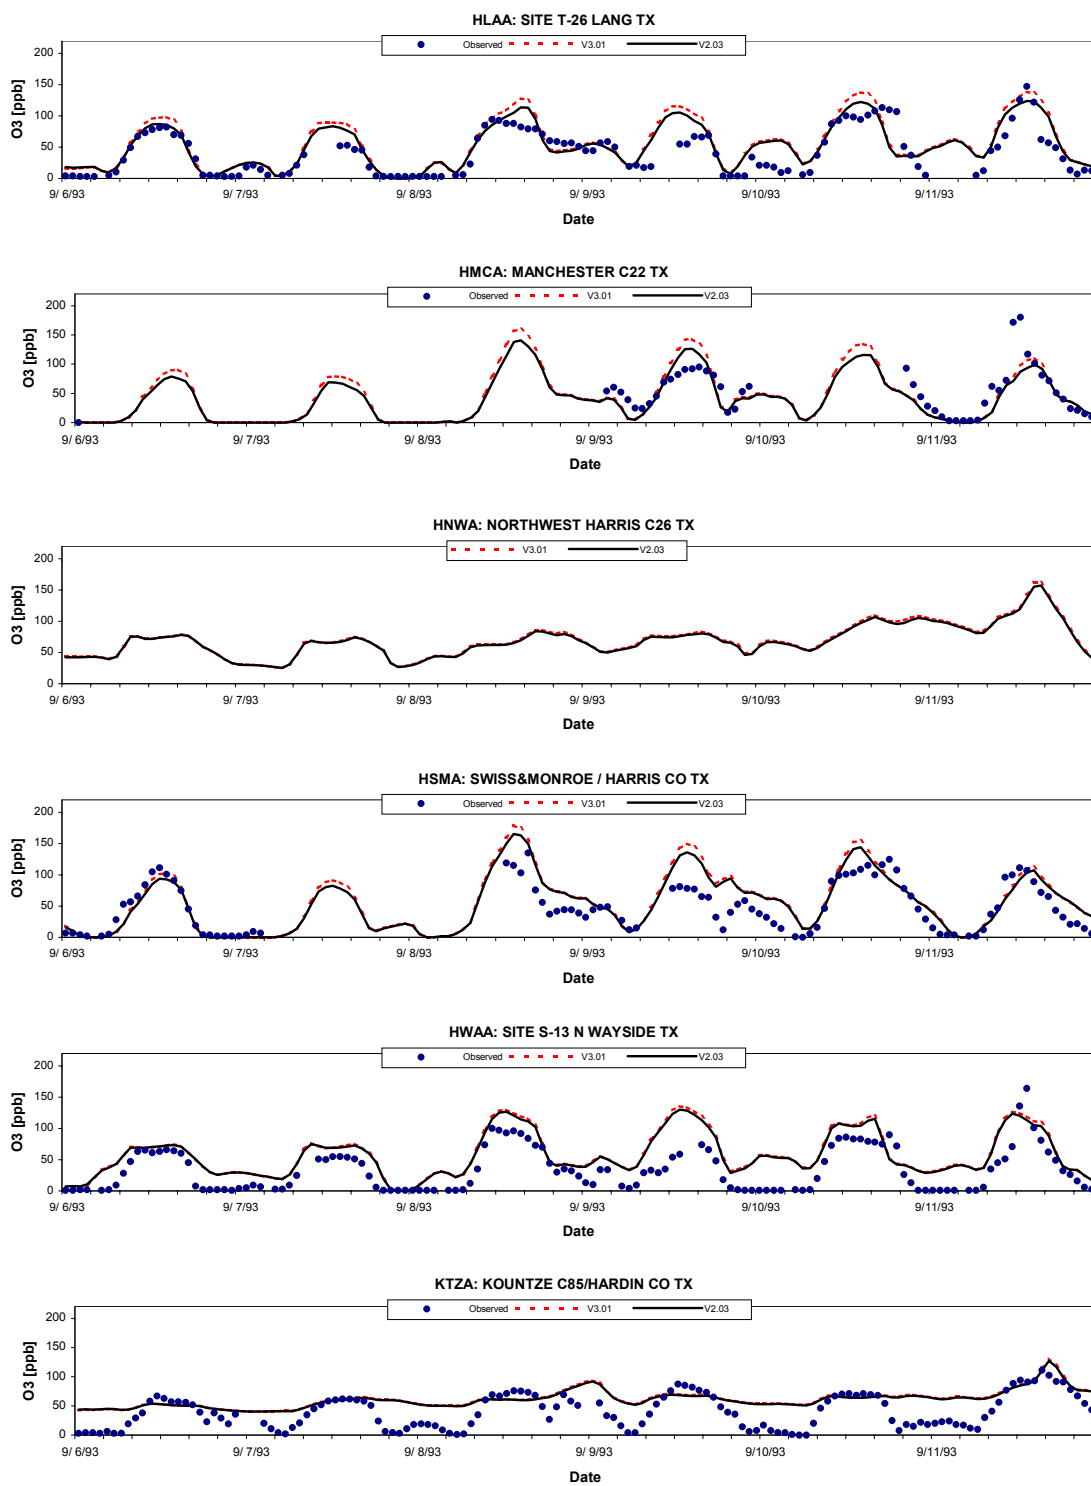 HLAA: SITE T-26 LANG TX
Observed V3.01 V2.03
O3 [ppb]
200
150
100
50
0
9/ 6/93 9/ 7/93 9/ 8/93 9/ 9/93 9/10/93 9/11/93
Date
HMCA: MANCHESTER C22 TX
Observed V3.01 V2.03
O3 [ppb]
200
150
100
50
0
9/ 6/93 9/ 7/93 9/ 8/93 9/ 9/93 9/10/93 9/11/93
Date
HNWA: NORTHWEST HARRIS C26 TX
V3.01 V2.03
O3 [ppb]
200
150
100
50
0
9/ 6/93 9/ 7/93 9/ 8/93 9/ 9/93 9/10/93 9/11/93
Date
HSMA: SWISS&MONROE / HARRIS CO TX
Observed V3.01 V2.03
O3 [ppb]
200
150
100
50
0
9/ 6/93 9/ 7/93 9/ 8/93 9/ 9/93 9/10/93 9/11/93
Date
HWAA: SITE S-13 N WAYSIDE TX
Observed V3.01 V2.03
O3 [ppb]
200
150
100
50
0
9/ 6/93 9/ 7/93 9/ 8/93 9/ 9/93 9/10/93 9/11/93
Date
KTZA: KOUNTZE C85/HARDIN CO TX
Observed V3.01 V2.03
O3 [ppb]
200
150
100
50
0
9/ 6/93 9/ 7/93 9/ 8/93 9/ 9/93 9/10/93 9/11/93
Date